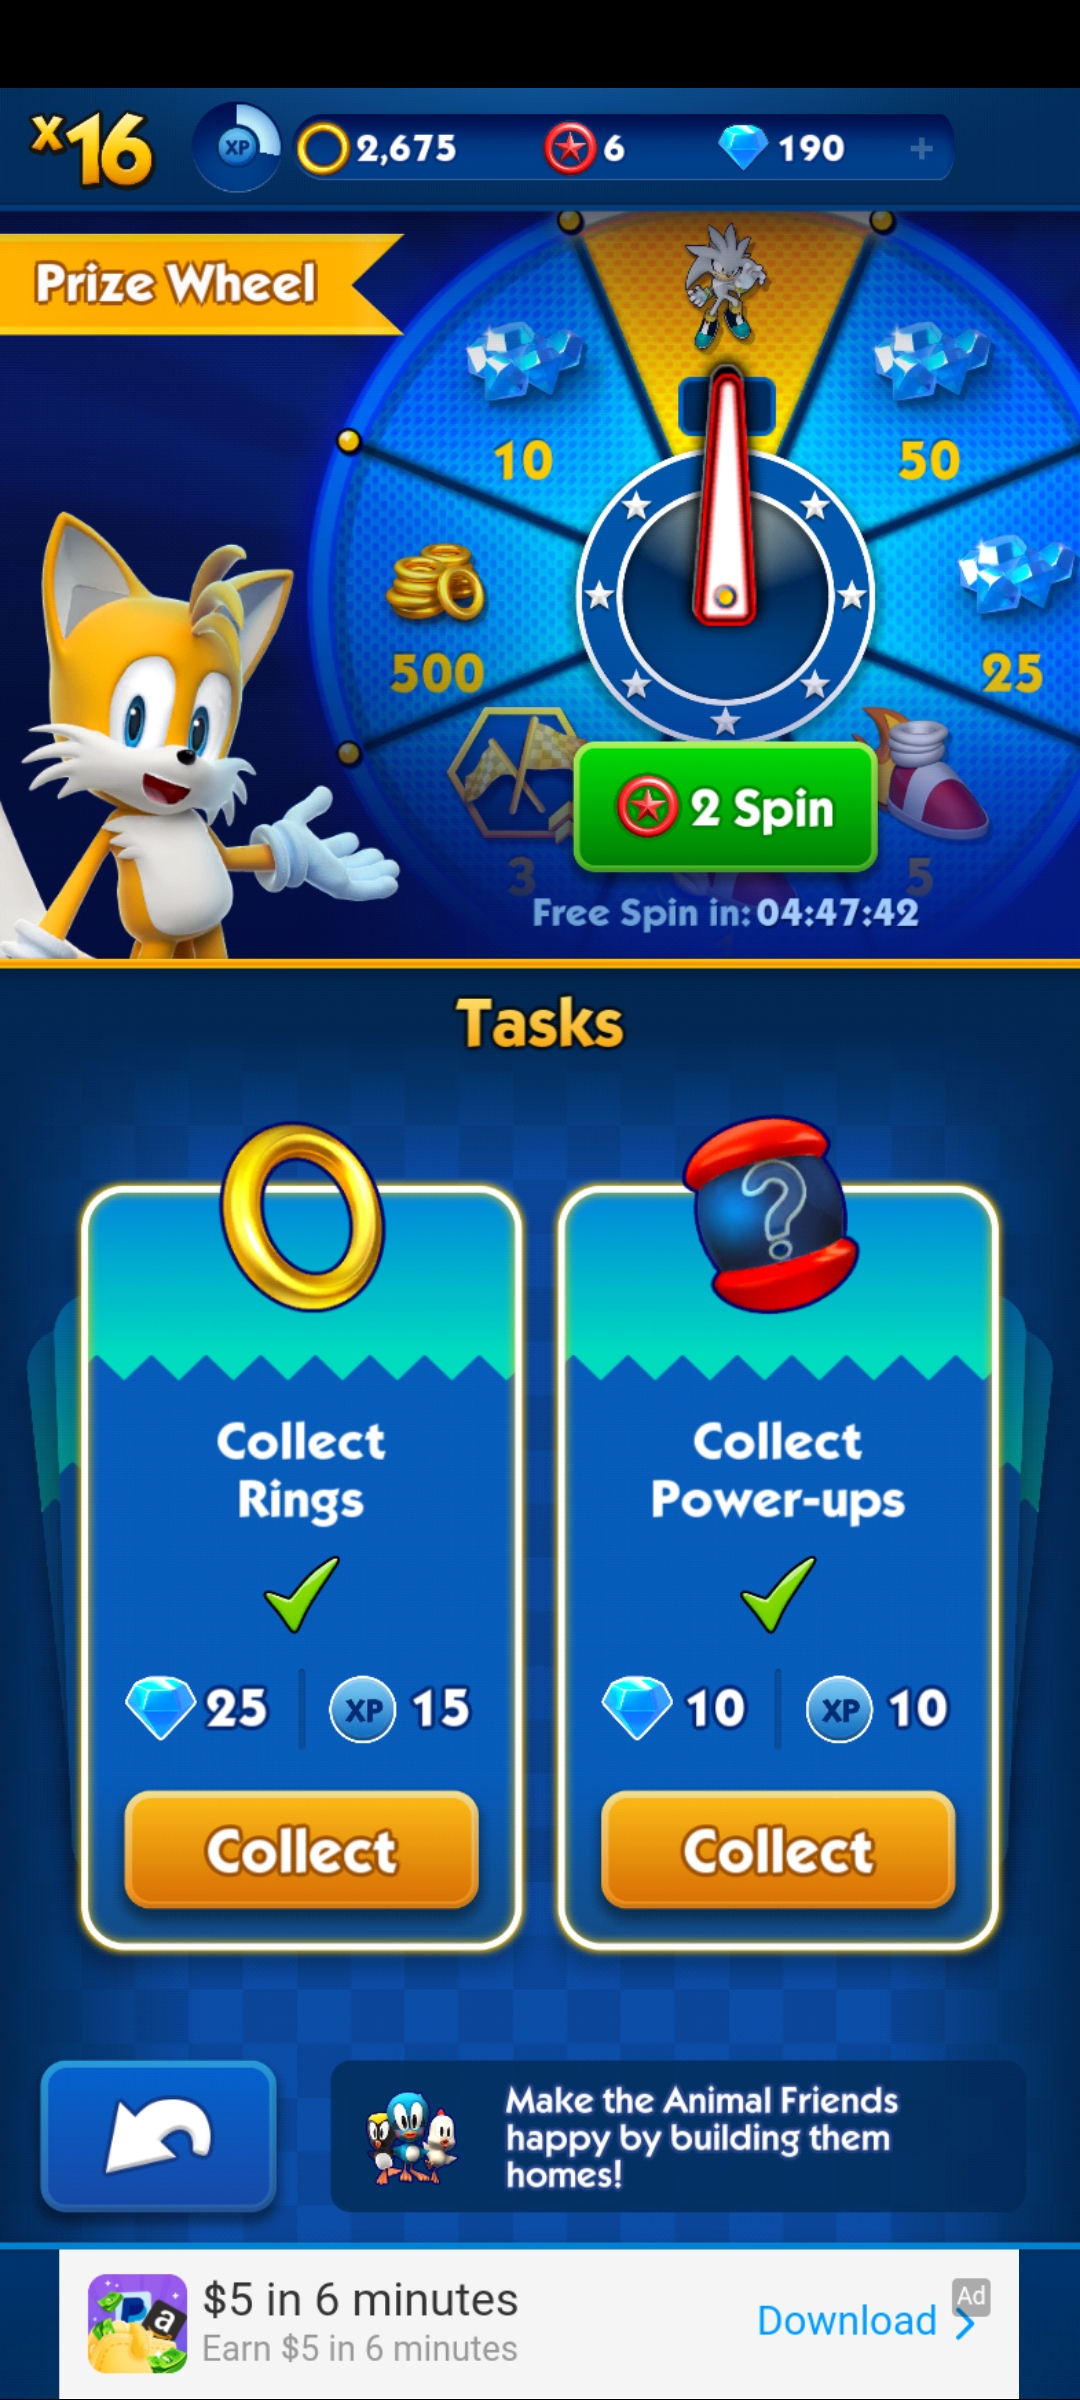 x16
XP
2,675
6
190
+
Prize Wheel
10
50
500
25
2 Spin
3
5
Free Spin in: 04:47:42
Tasks
?
Collect
Rings
25
XP
15
Collect
Collect
Power-ups
10
XP
10
Collect
Make the Animal Friends
happy by building them
homes!
$5 in 6 minutes
Earn $5 in 6 minutes
a
Download
Ad